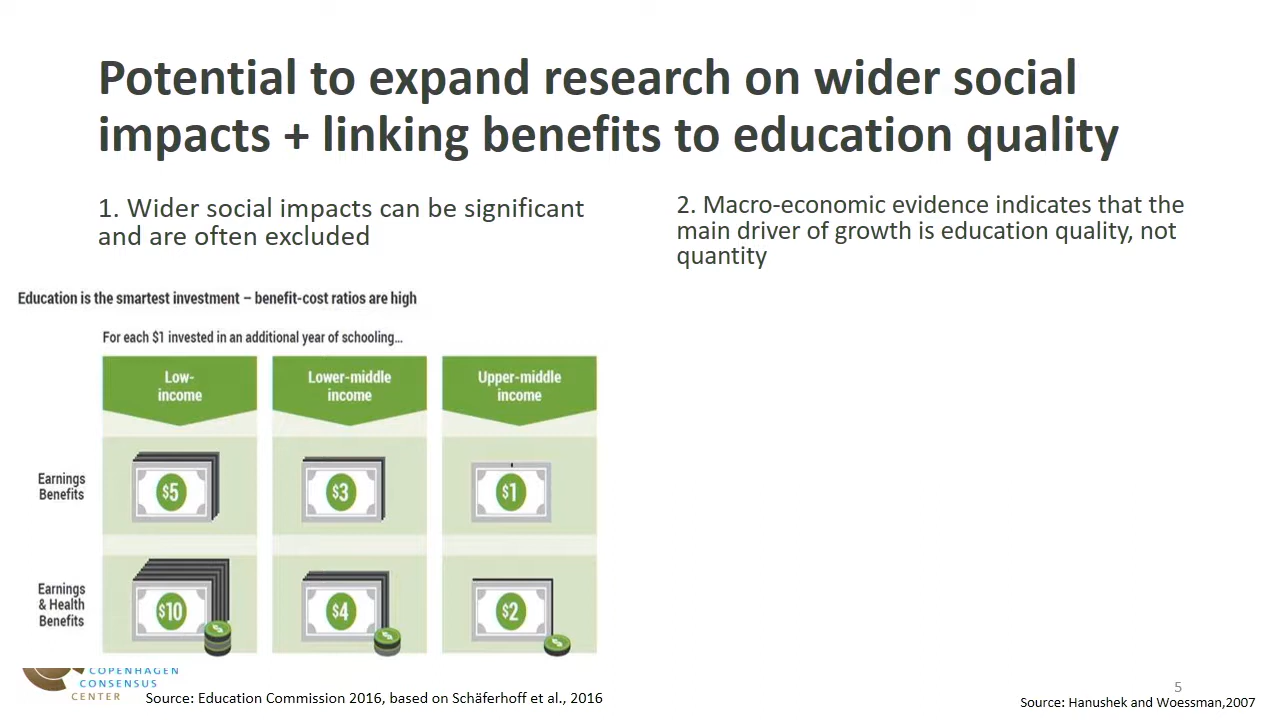 Potential to expand research on wider social
impacts + linking benefits to education quality
1. Wider social impacts can be significant
and are often excluded
2. Macro-economic evidence indicates that the
main driver of growth is education quality, not
quantity
Education is the smartest investment – benefit-cost ratios are high
For each $1 invested in an additional year of schooling...
Low-
income
Lower-middle
income
Upper-middle
income
Earnings
Benefits
$5
$3
$1
Earnings
& Health
Benefits
$10
$4
$2
COPENHAGEN
CONSENSUS
CENTER
Source: Education Commission 2016, based on Schäferhoff et al., 2016
5
Source: Hanushek and Woessman,2007